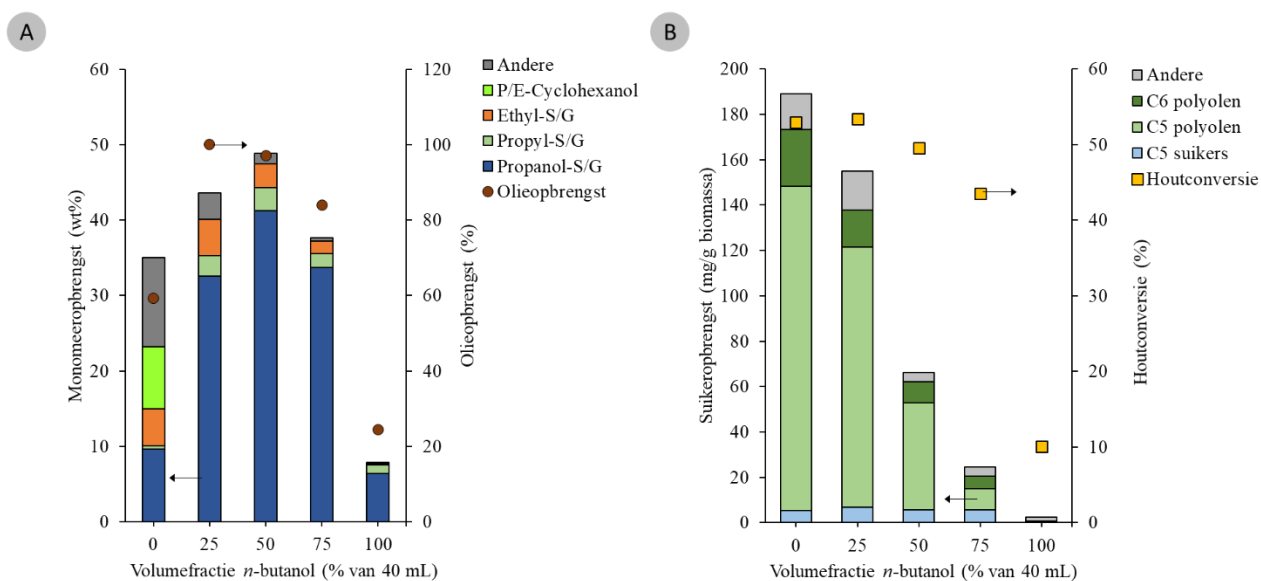 A
Monomeeropbrengst (wt%)
60
50
40
30
20
10
0
120
100
80
60
40
20
0
Olieopbrengst (%)
0 25 50 75 100
Volumefractie n-butanol (% van 40 mL)
Andere
P/E-Cyclohexanol
Ethyl-S/G
Propyl-S/G
Propanol-S/G
Olieopbrengst
B
Suikeropbrengst (mg/g biomassa)
200
180
160
140
120
100
80
60
40
20
0
60
50
40
30
20
10
0
Houtconversie (%)
0 25 50 75 100
Volumefractie n-butanol (% van 40 mL)
Andere
C6 polyolen
C5 polyolen
C5 suikers
Houtconversie